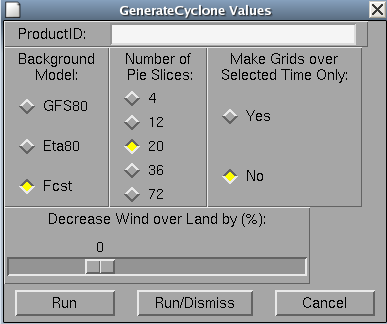 GenerateCyclone Values
ProductID:
Background
Model:
GFS80
Eta80
Fcst
Number of
Pie Slices:
4
12
20
36
72
Make Grids over
Selected Time Only:
Yes
No
Decrease Wind over Land by (%):
0
Run
Run/Dismiss
Cancel